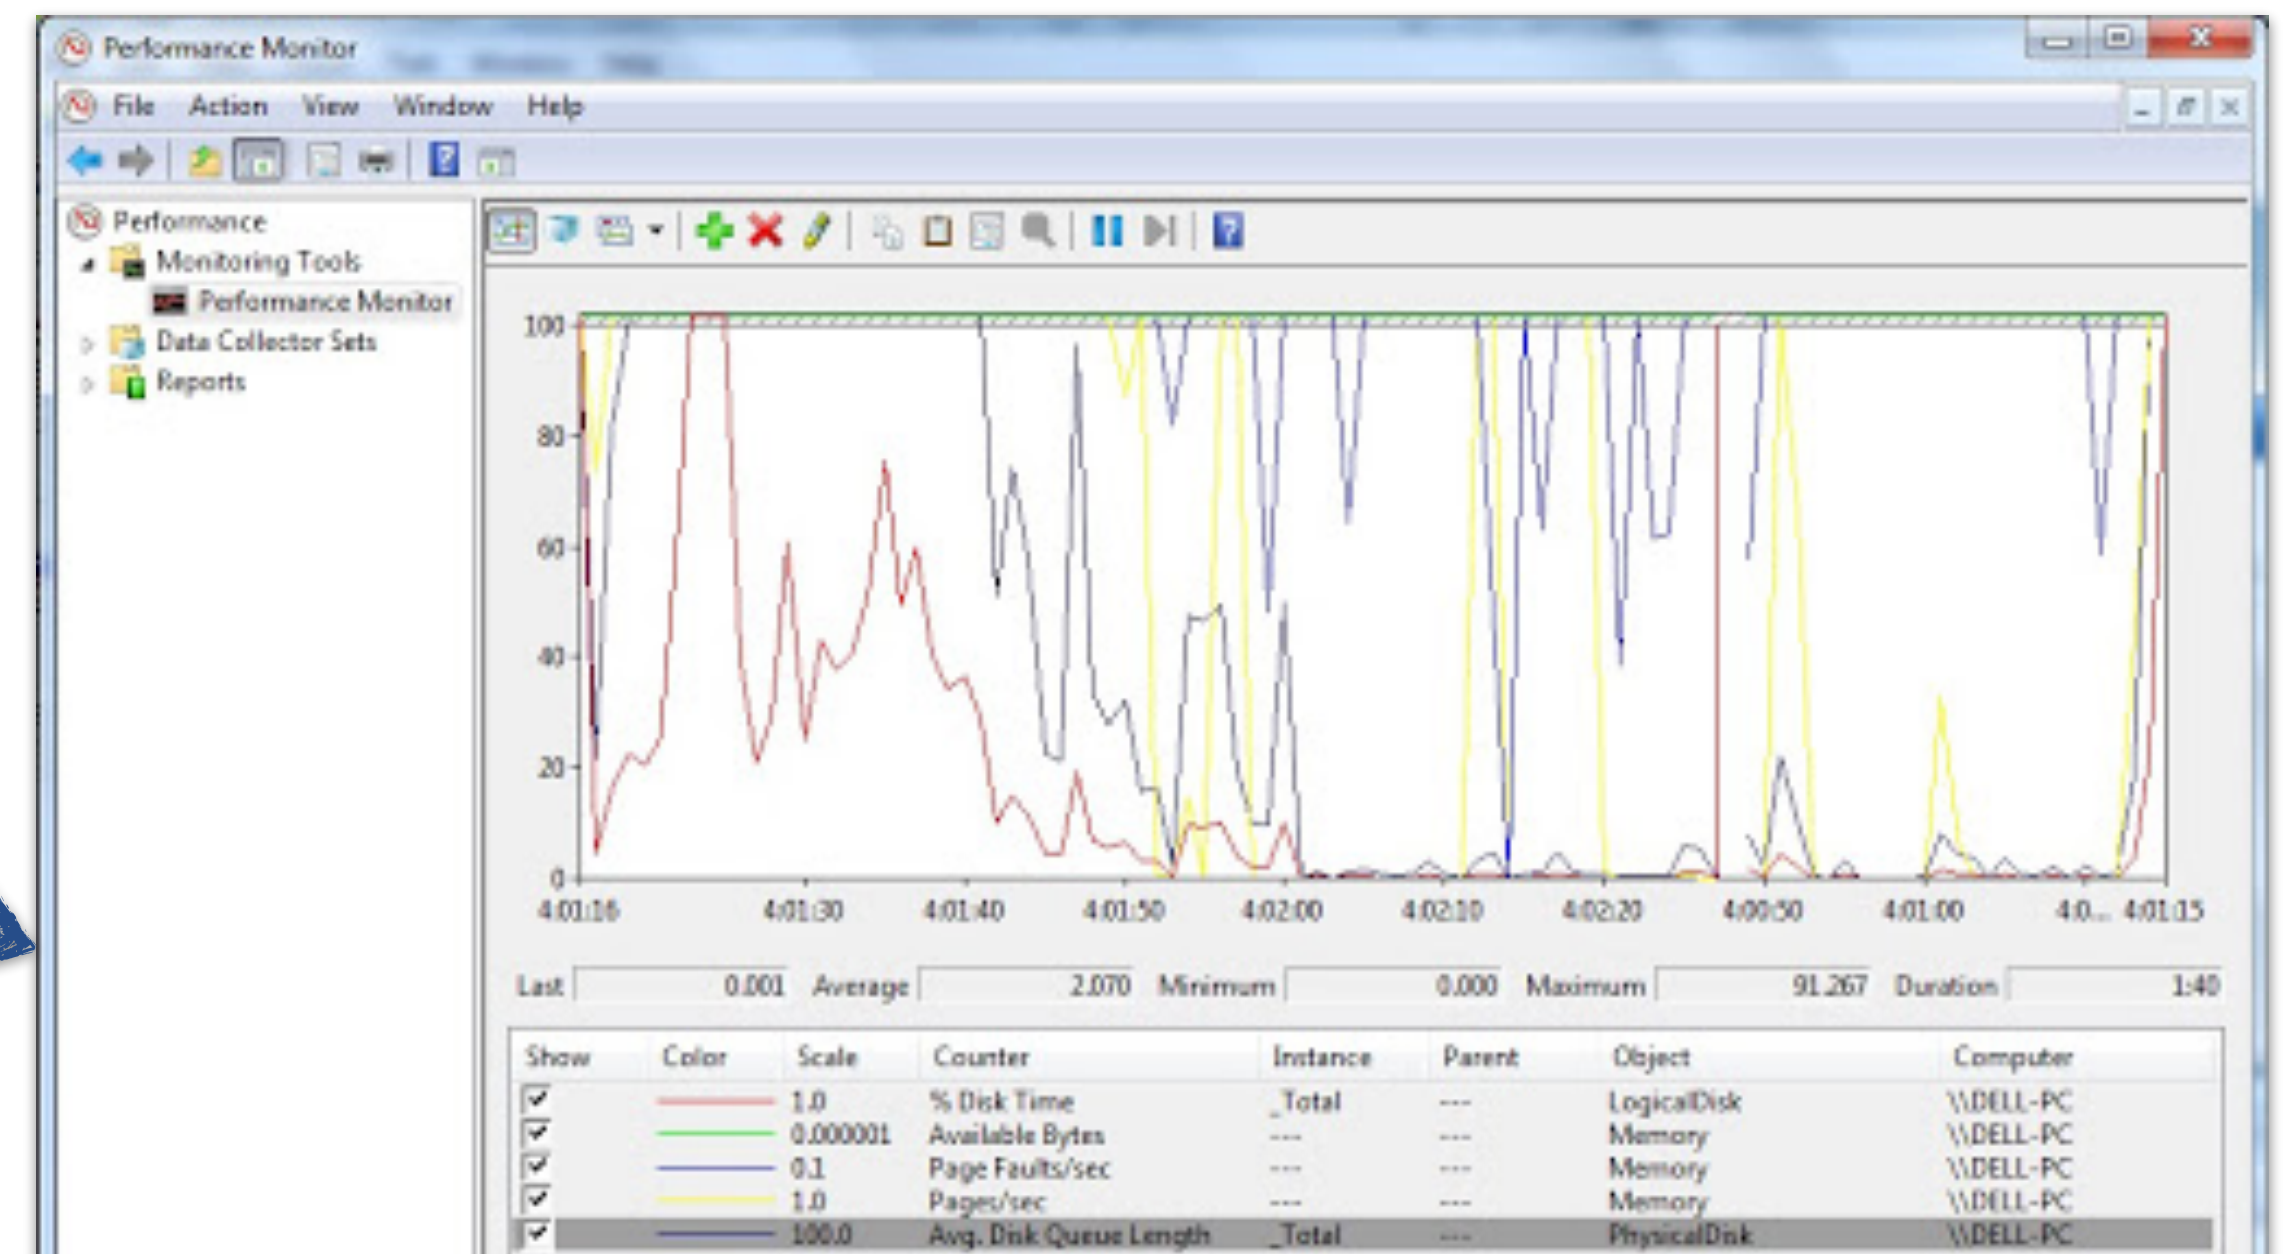 Performance Monitor
File Action View Window Help
Performance
Monitoring Tools
Performance Monitor
Data Collector Sets
Reports
100
80
60
40
20
0
4:01:16 4:01:30 4:01:40 4:01:50 4:02:00 4:02:10 4:02:20 4:00:50 4:01:00 4:0... 4:01:15
Last 0.001 Average 2.070 Minimum 0.000 Maximum 91.267 Duration 1:40
Show Color Scale Counter Instance Parent Object Computer
1.0 % Disk Time _Total --- LogicalDisk \\DELL-PC
0.000001 Available Bytes --- --- Memory \\DELL-PC
0.1 Page Faults/sec --- --- Memory \\DELL-PC
1.0 Pages/sec --- --- Memory \\DELL-PC
100.0 Avg. Disk Queue Length _Total --- PhysicalDisk \\DELL-PC